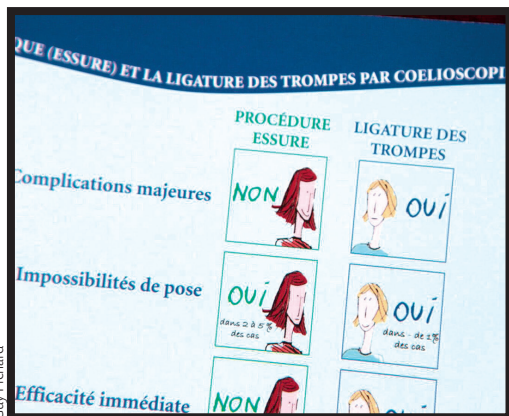 QUE (ESSURE) ET LA LIGATURE DES TROMPES PAR COELIOSCOPI
PROCÉDURE
ESSURE
LIGATURE DES
TROMPES
Complications majeures
NON
OUi
Impossibilités de pose
OUi
dans 2 à 5 %
des cas
OUi
dans - de 1%
des cas
Efficacité immédiate
NON